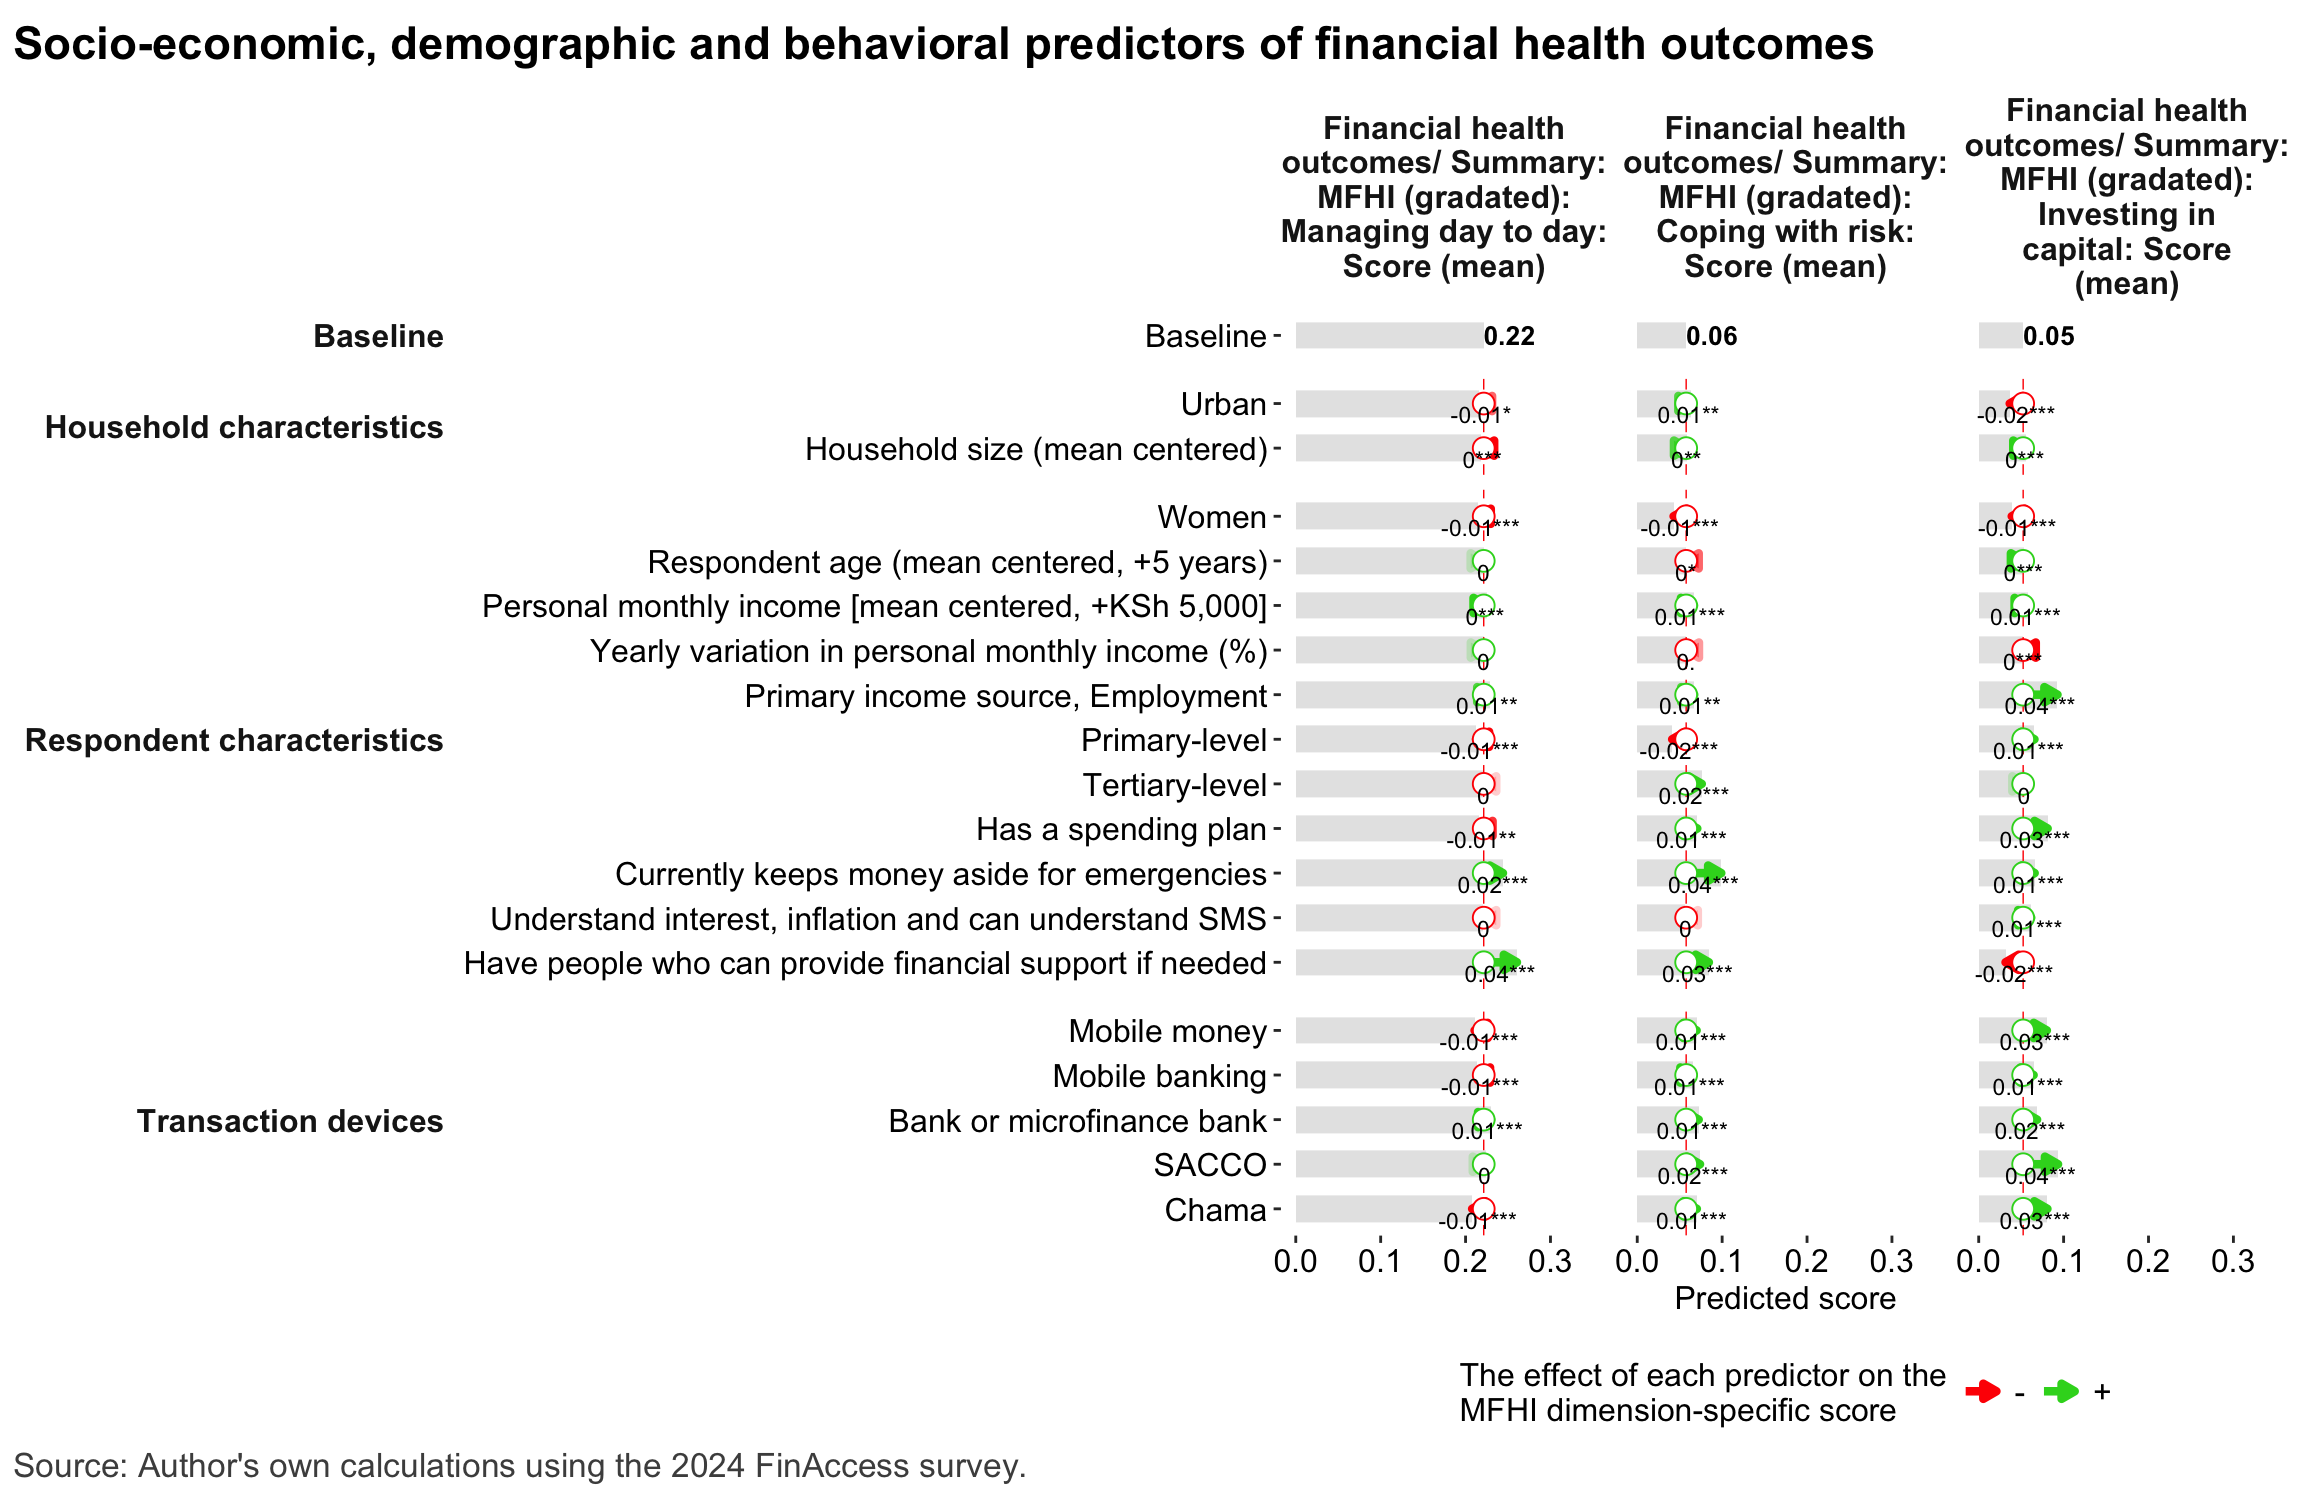 Socio-economic, demographic and behavioral predictors of financial health outcomes
Financial health
outcomes/ Summary:
MFHI (gradated):
Managing day to day:
Score (mean)
Financial health
outcomes/ Summary:
MFHI (gradated):
Coping with risk:
Score (mean)
Financial health
outcomes/ Summary:
MFHI (gradated):
Investing in
capital: Score
(mean)
Baseline
Baseline 0.22 0.06 0.05
Household characteristics
Urban -0.01* 0.01** -0.02***
Household size (mean centered) 0*** 0** 0***
Respondent characteristics
Women -0.01*** -0.01*** -0.01***
Respondent age (mean centered, +5 years) 0 0* 0***
Personal monthly income [mean centered, +KSh 5,000] 0*** 0.01*** 0.01***
Yearly variation in personal monthly income (%) 0 0. 0***
Primary income source, Employment 0.01** 0.01** 0.04***
Primary-level -0.01*** -0.02*** 0.01***
Tertiary-level 0 0.02*** 0
Has a spending plan -0.01** 0.01*** 0.03***
Currently keeps money aside for emergencies 0.02*** 0.04*** 0.01***
Understand interest, inflation and can understand SMS 0 0 0.01***
Have people who can provide financial support if needed 0.04*** 0.03*** -0.02***
Transaction devices
Mobile money -0.01*** 0.01*** 0.03***
Mobile banking -0.01*** 0.01*** 0.01***
Bank or microfinance bank 0.01*** 0.01*** 0.02***
SACCO 0 0.02*** 0.04***
Chama -0.01*** 0.01*** 0.03***
0.0 0.1 0.2 0.3 0.0 0.1 0.2 0.3 0.0 0.1 0.2 0.3
Predicted score
The effect of each predictor on the
MFHI dimension-specific score
- +
Source: Author's own calculations using the 2024 FinAccess survey.